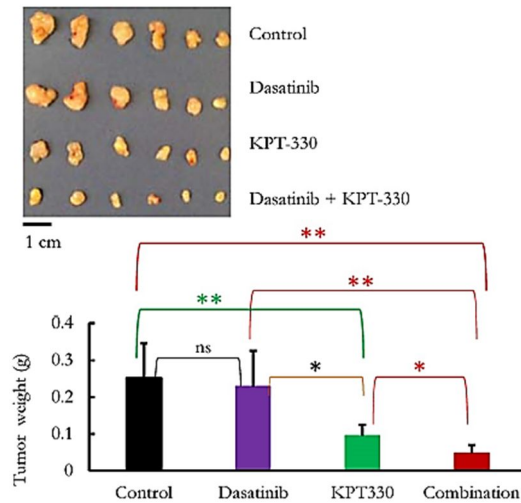 Control
Dasatinib
KPT-330
Dasatinib + KPT-330
1 cm
**
**
**
ns
*
*
Tumor weight (g)
0.4
0.3
0.2
0.1
0
Control Dasatinib KPT330 Combination